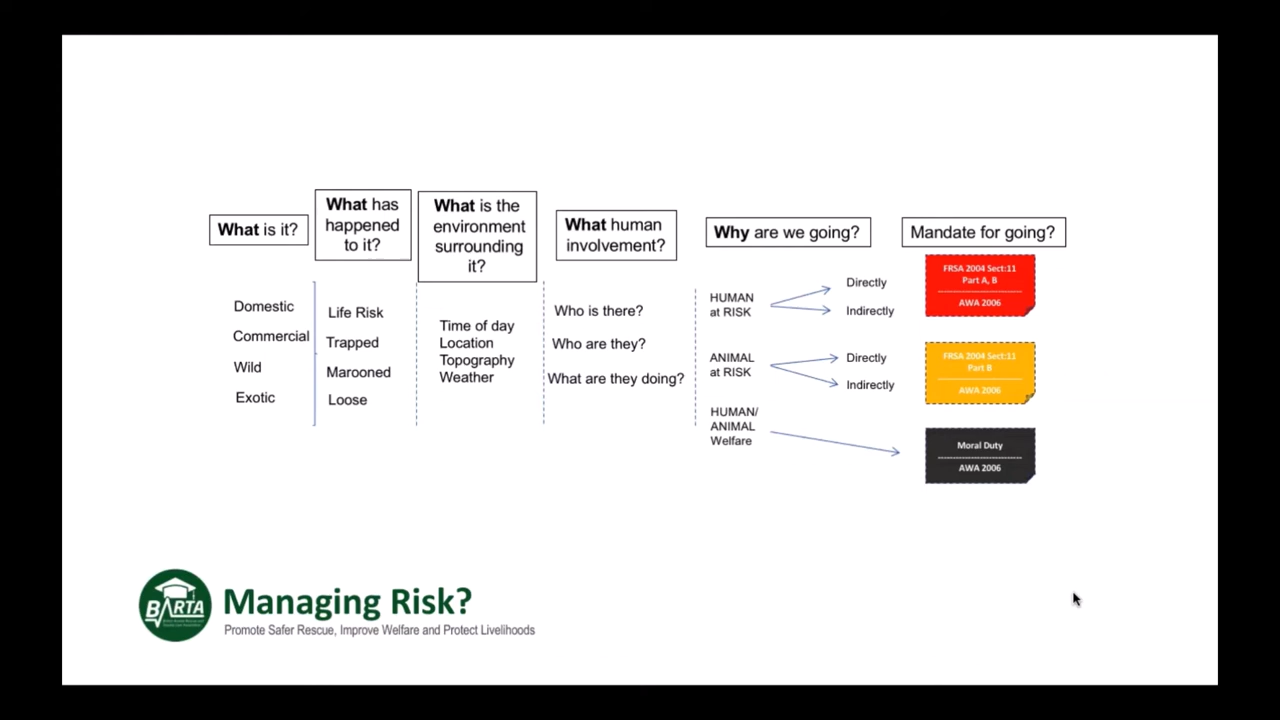 What is it?
What has
happened
to it?
What is the
environment
surrounding
it?
What human
involvement?
Why are we going?
Mandate for going?
Domestic
Commercial
Wild
Exotic
Life Risk
Trapped
Marooned
Loose
Time of day
Location
Topography
Weather
Who is there?
Who are they?
What are they doing?
HUMAN
at RISK
Directly
Indirectly
ANIMAL
at RISK
Directly
Indirectly
HUMAN/
ANIMAL
Welfare
FRSA 2004 Sect:11
Part A, B
AWA 2006
FRSA 2004 Sect:11
Part B
AWA 2006
Moral Duty
AWA 2006
BARTA
Managing Risk?
Promote Safer Rescue, Improve Welfare and Protect Livelihoods